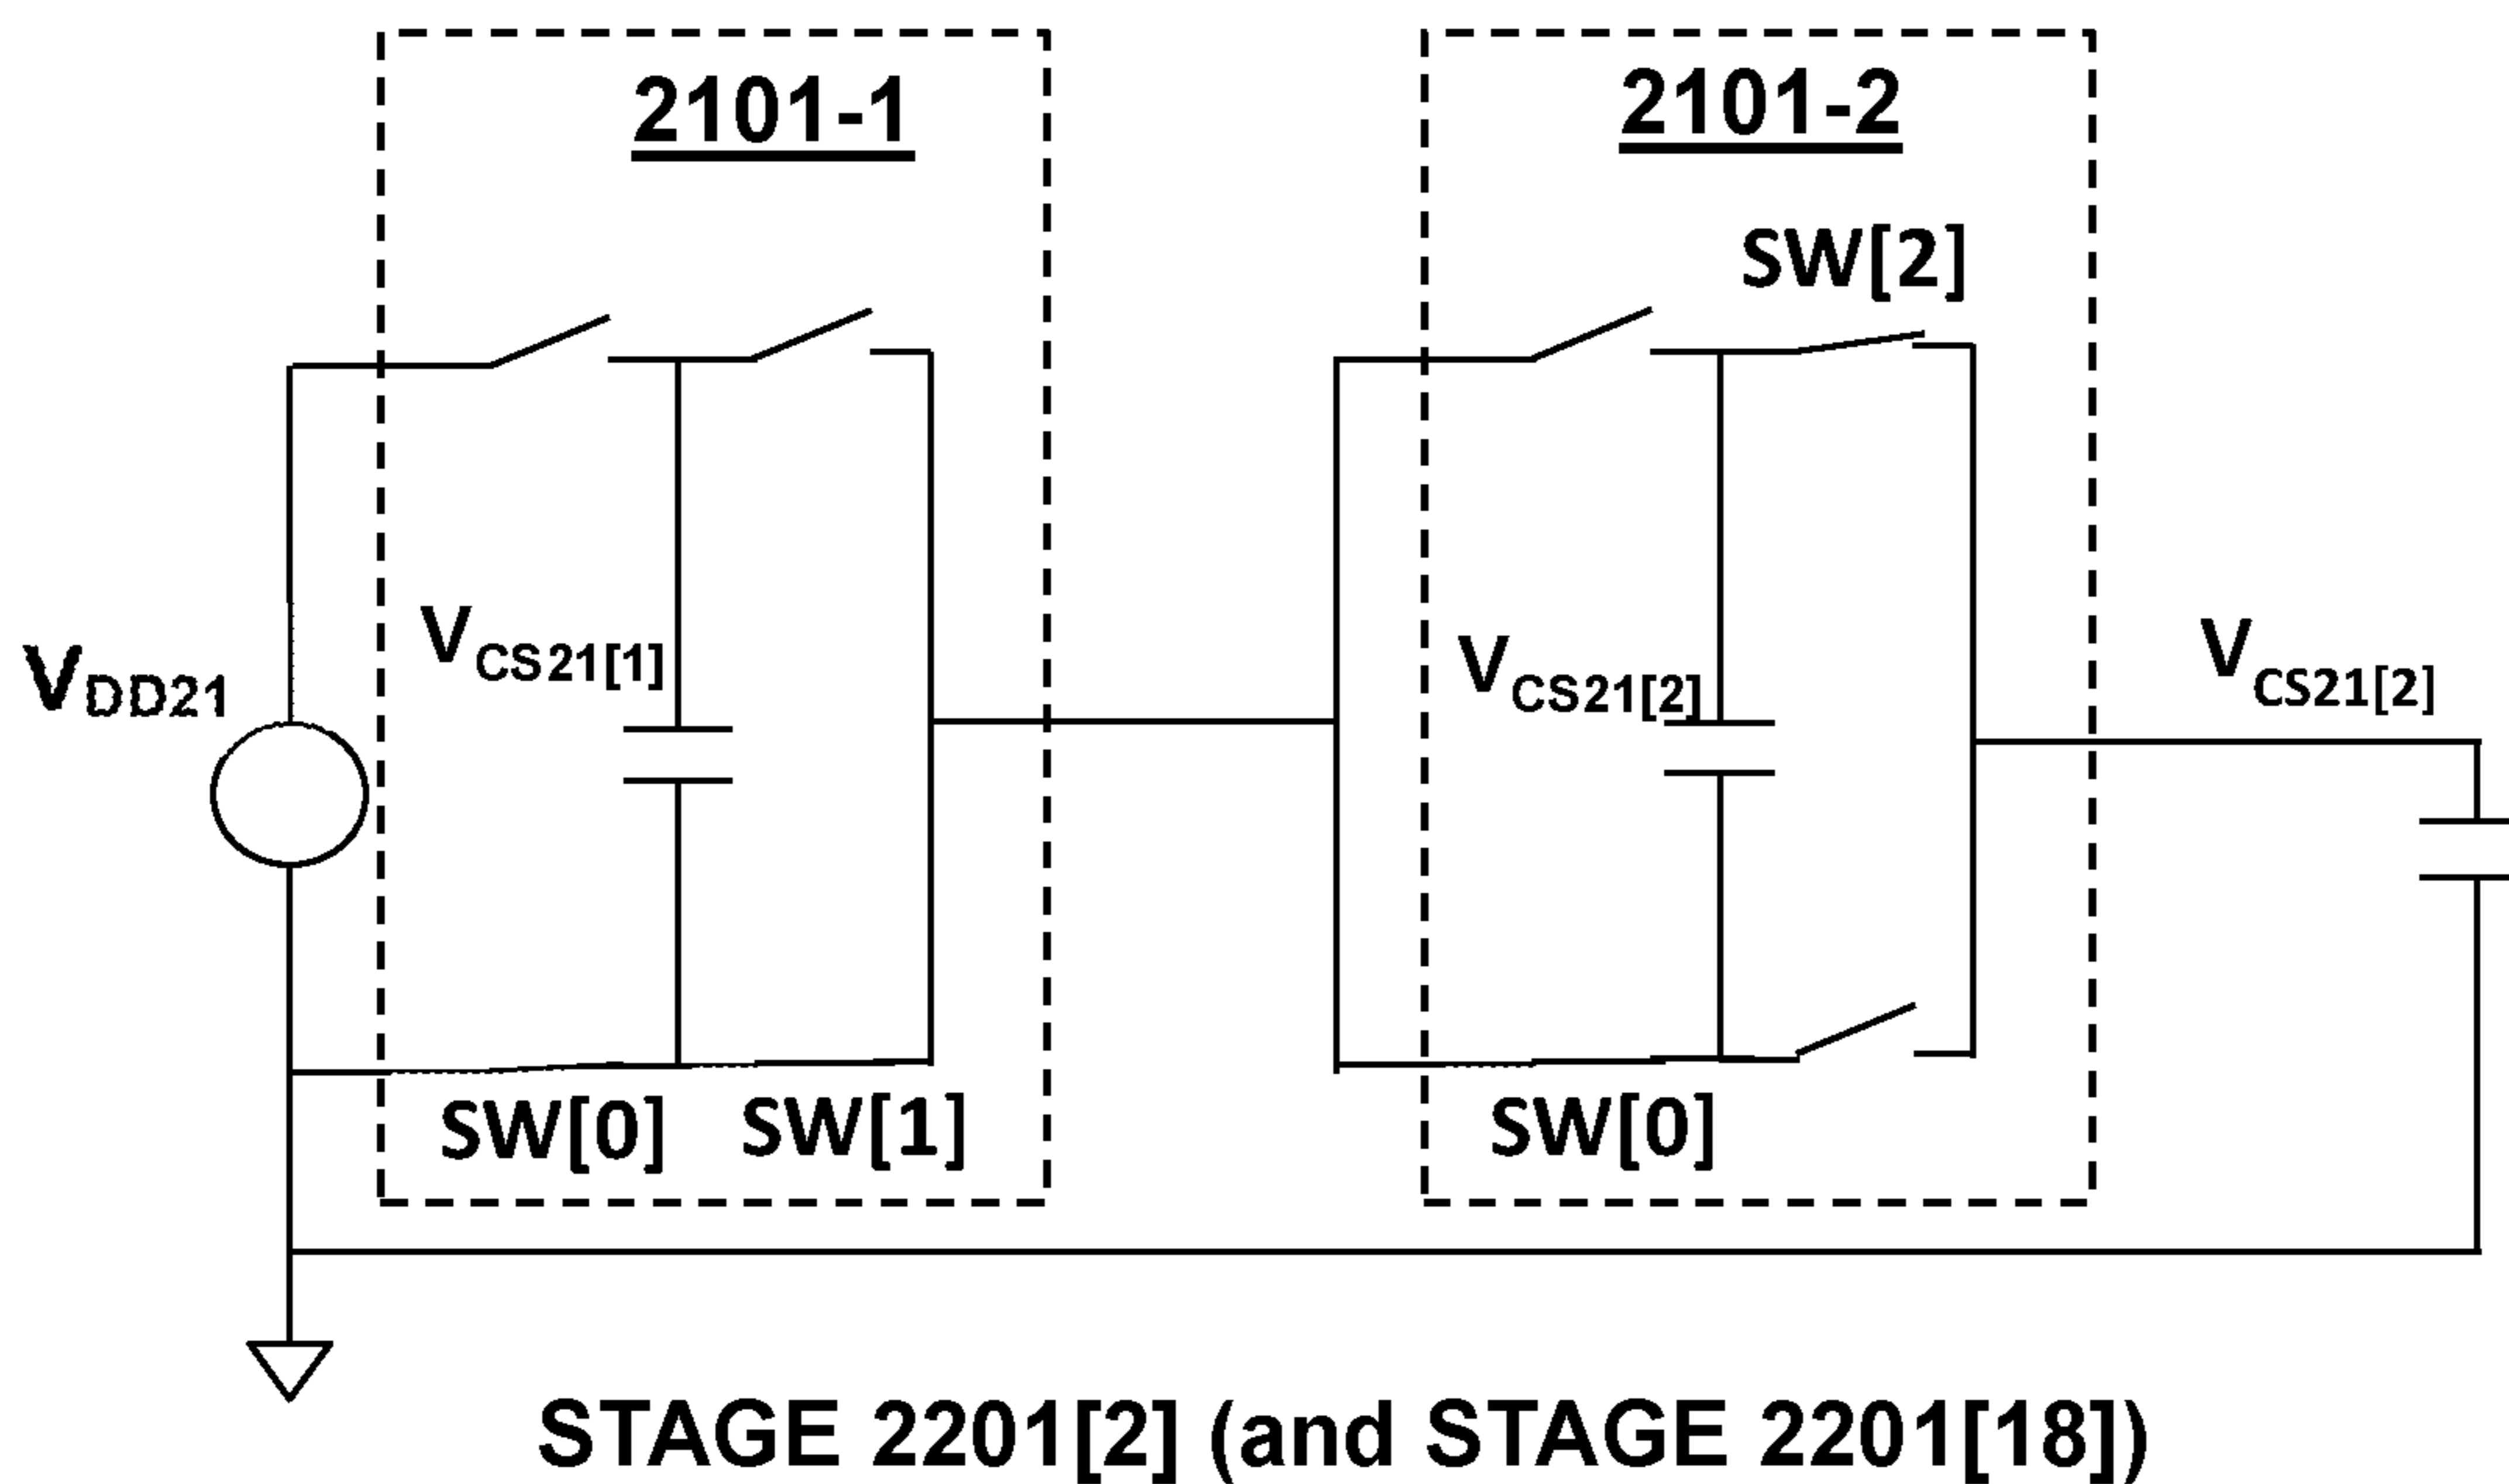 2101-1
2101-2
SW[2]
VDD21
VCS21[1]
VCS21[2]
VCS21[2]
SW[0]
SW[1]
SW[0]
STAGE 2201[2] (and STAGE 2201[18])